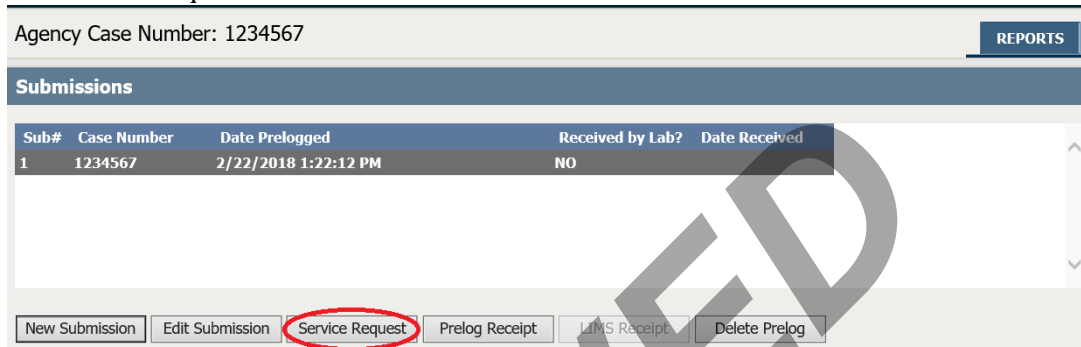 Agency Case Number: 1234567
REPORTS
Submissions
Sub# Case Number Date Prelogged Received by Lab? Date Received
1 1234567 2/22/2018 1:22:12 PM NO
New Submission Edit Submission Service Request Prelog Receipt LIMS Receipt Delete Prelog